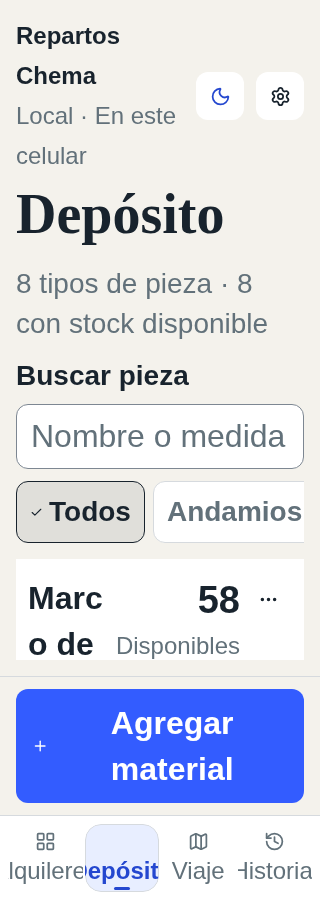 Repartos
Chema
Local · En este
celular
Depósito
8 tipos de pieza · 8
con stock disponible
Buscar pieza
Nombre o medida
Todos
Andamios
Marc
o de
58
Disponibles
Agregar
material
lquilere
epósit
Viaje
Historia